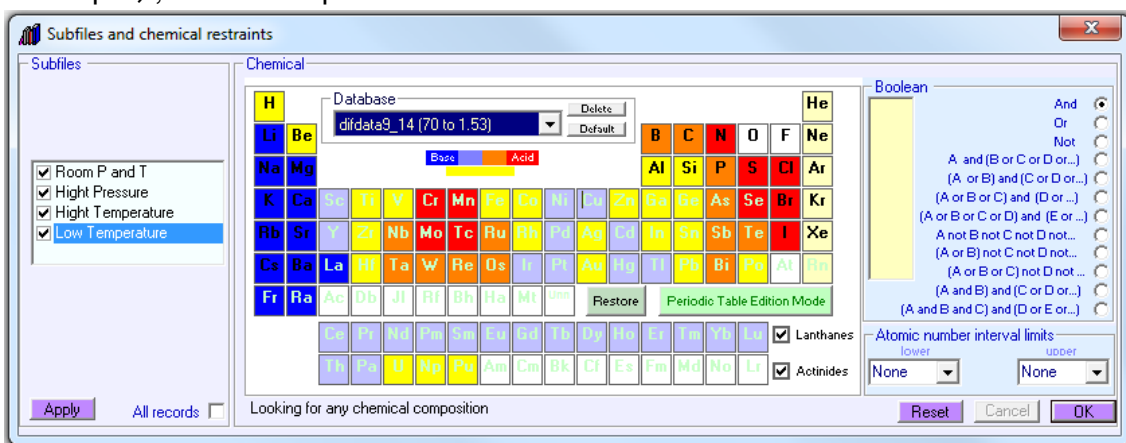 Subfiles and chemical restraints
Subfiles
Chemical
Boolean
Database
difdata9_14 (70 to 1.53)
Delete
Default
Base
Acid
H He
Li Be B C N O F Ne
Na Mg Al Si P S Cl Ar
K Ca Sc Ti V Cr Mn Fe Co Ni Cu Zn Ga Ge As Se Br Kr
Rb Sr Y Zr Nb Mo Tc Ru Rh Pd Ag Cd In Sn Sb Te I Xe
Cs Ba La Hf Ta W Re Os Ir Pt Au Hg Tl Pb Bi Po At Rn
Fr Ra Ac Db Jl Rf Bh Ha Mt
Restore
Periodic Table Edition Mode
Ce Pr Nd Pm Sm Eu Gd Tb Dy Ho Er Tm Yb Lu
Lanthanes
Th Pa U Np Pu Am Cm Bk Cf Es Fm Md No Lr
Actinides
Room P and T
Hight Pressure
Hight Temperature
Low Temperature
And
Or
Not
A and (B or C or D or...)
(A or B) and (C or D or...)
(A or B or C) and (D or ...)
(A or B or C or D) and (E or ...)
A not B not C not D not...
(A or B) not C not D not...
(A or B or C) not D not ...
(A and B) and (C or D or...)
(A and B and C) and (D or E or...)
Atomic number interval limits
lower
upper
None
None
Apply
All records
Looking for any chemical composition
Reset
Cancel
OK